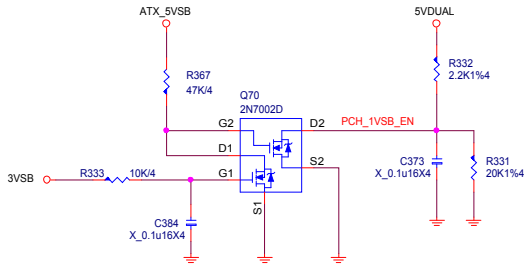 ATX_5VSB
5VDUAL
R367
47K/4
R332
2.2K1%4
Q70
2N7002D
G2
D2
PCH_1VSB_EN
D1
S2
3VSB
R333
10K/4
G1
C373
X_0.1u16X4
R331
20K1%4
S1
C384
X_0.1u16X4